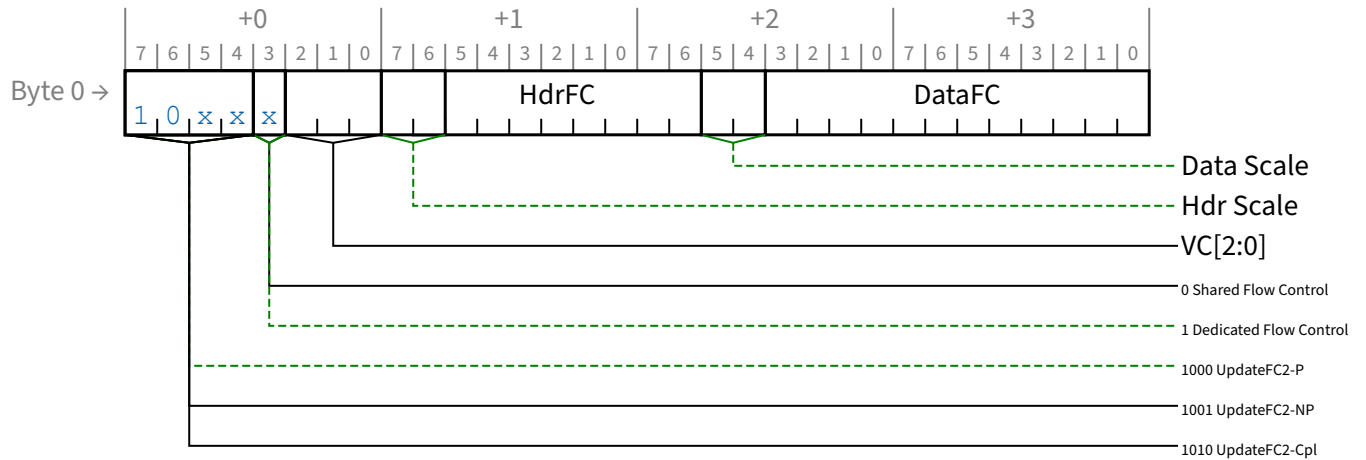 +0 +1 +2 +3
7 6 5 4 3 2 1 0 7 6 5 4 3 2 1 0 7 6 5 4 3 2 1 0 7 6 5 4 3 2 1 0
Byte 0 → HdrFC DataFC
1 0 x x x
Data Scale
Hdr Scale
VC[2:0]
0 Shared Flow Control
1 Dedicated Flow Control
1000 UpdateFC2-P
1001 UpdateFC2-NP
1010 UpdateFC2-Cpl